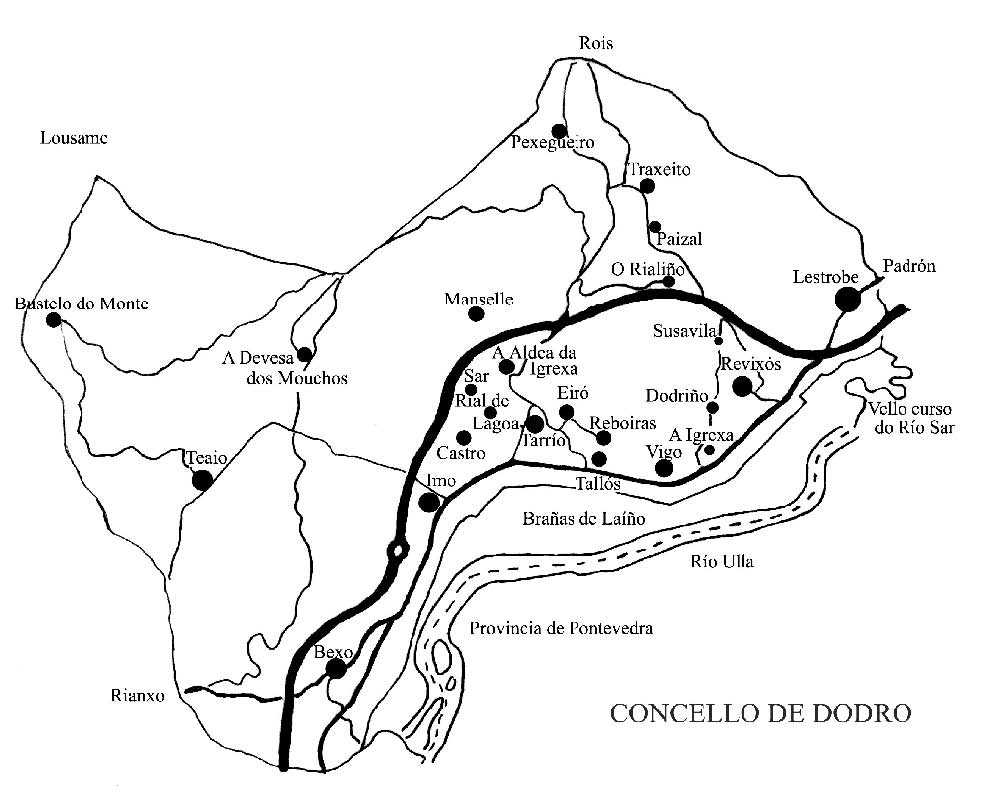 Rois
Lousame
Pexegueiro
Traxeito
Paizal
O Rialiño
Lestrobe
Padrón
Bustelo do Monte
Manselle
Susavila
A Devesa
dos Mouchos
A Aldea da
Igrexa
Revixós
Sar
Rial de
Eiró
Dodriño
Lagoa
Tarrío
Reboiras
Vello curso
do Río Sar
A Igrexa
Castro
Vigo
Teaio
Imo
Tallós
Brañas de Laíño
Río Ulla
Provincia de Pontevedra
Bexo
Rianxo
CONCELLO DE DODRO